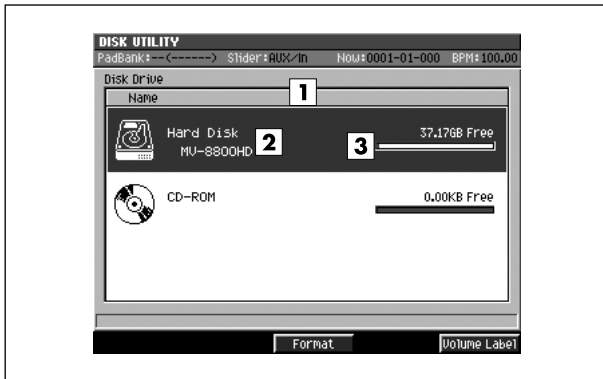 DISK UTILITY
PadBank:--(------) Slider:AUX/In Now:0001-01-000 BPM:100.00
Disk Drive
Name 1
Hard Disk 37.17GB Free
MV-8800HD 2 3
CD-ROM 0.00KB Free
Format Volume Label